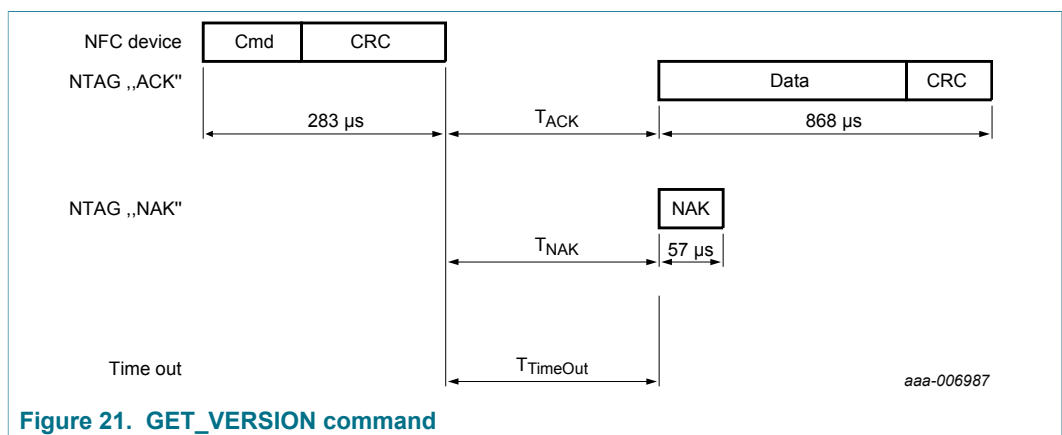 NFC device Cmd CRC
NTAG ,,ACK" Data CRC
283 µs TACK 868 µs
NTAG ,,NAK" NAK
TNAK 57 µs
Time out TTimeOut
aaa-006987
Figure 21. GET_VERSION command